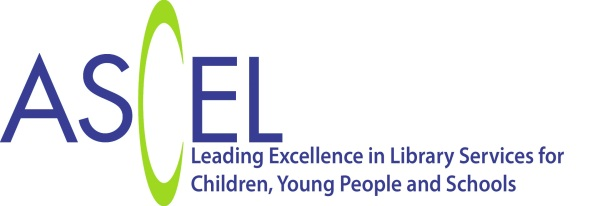 ASCEL
Leading Excellence in Library Services for
Children, Young People and Schools